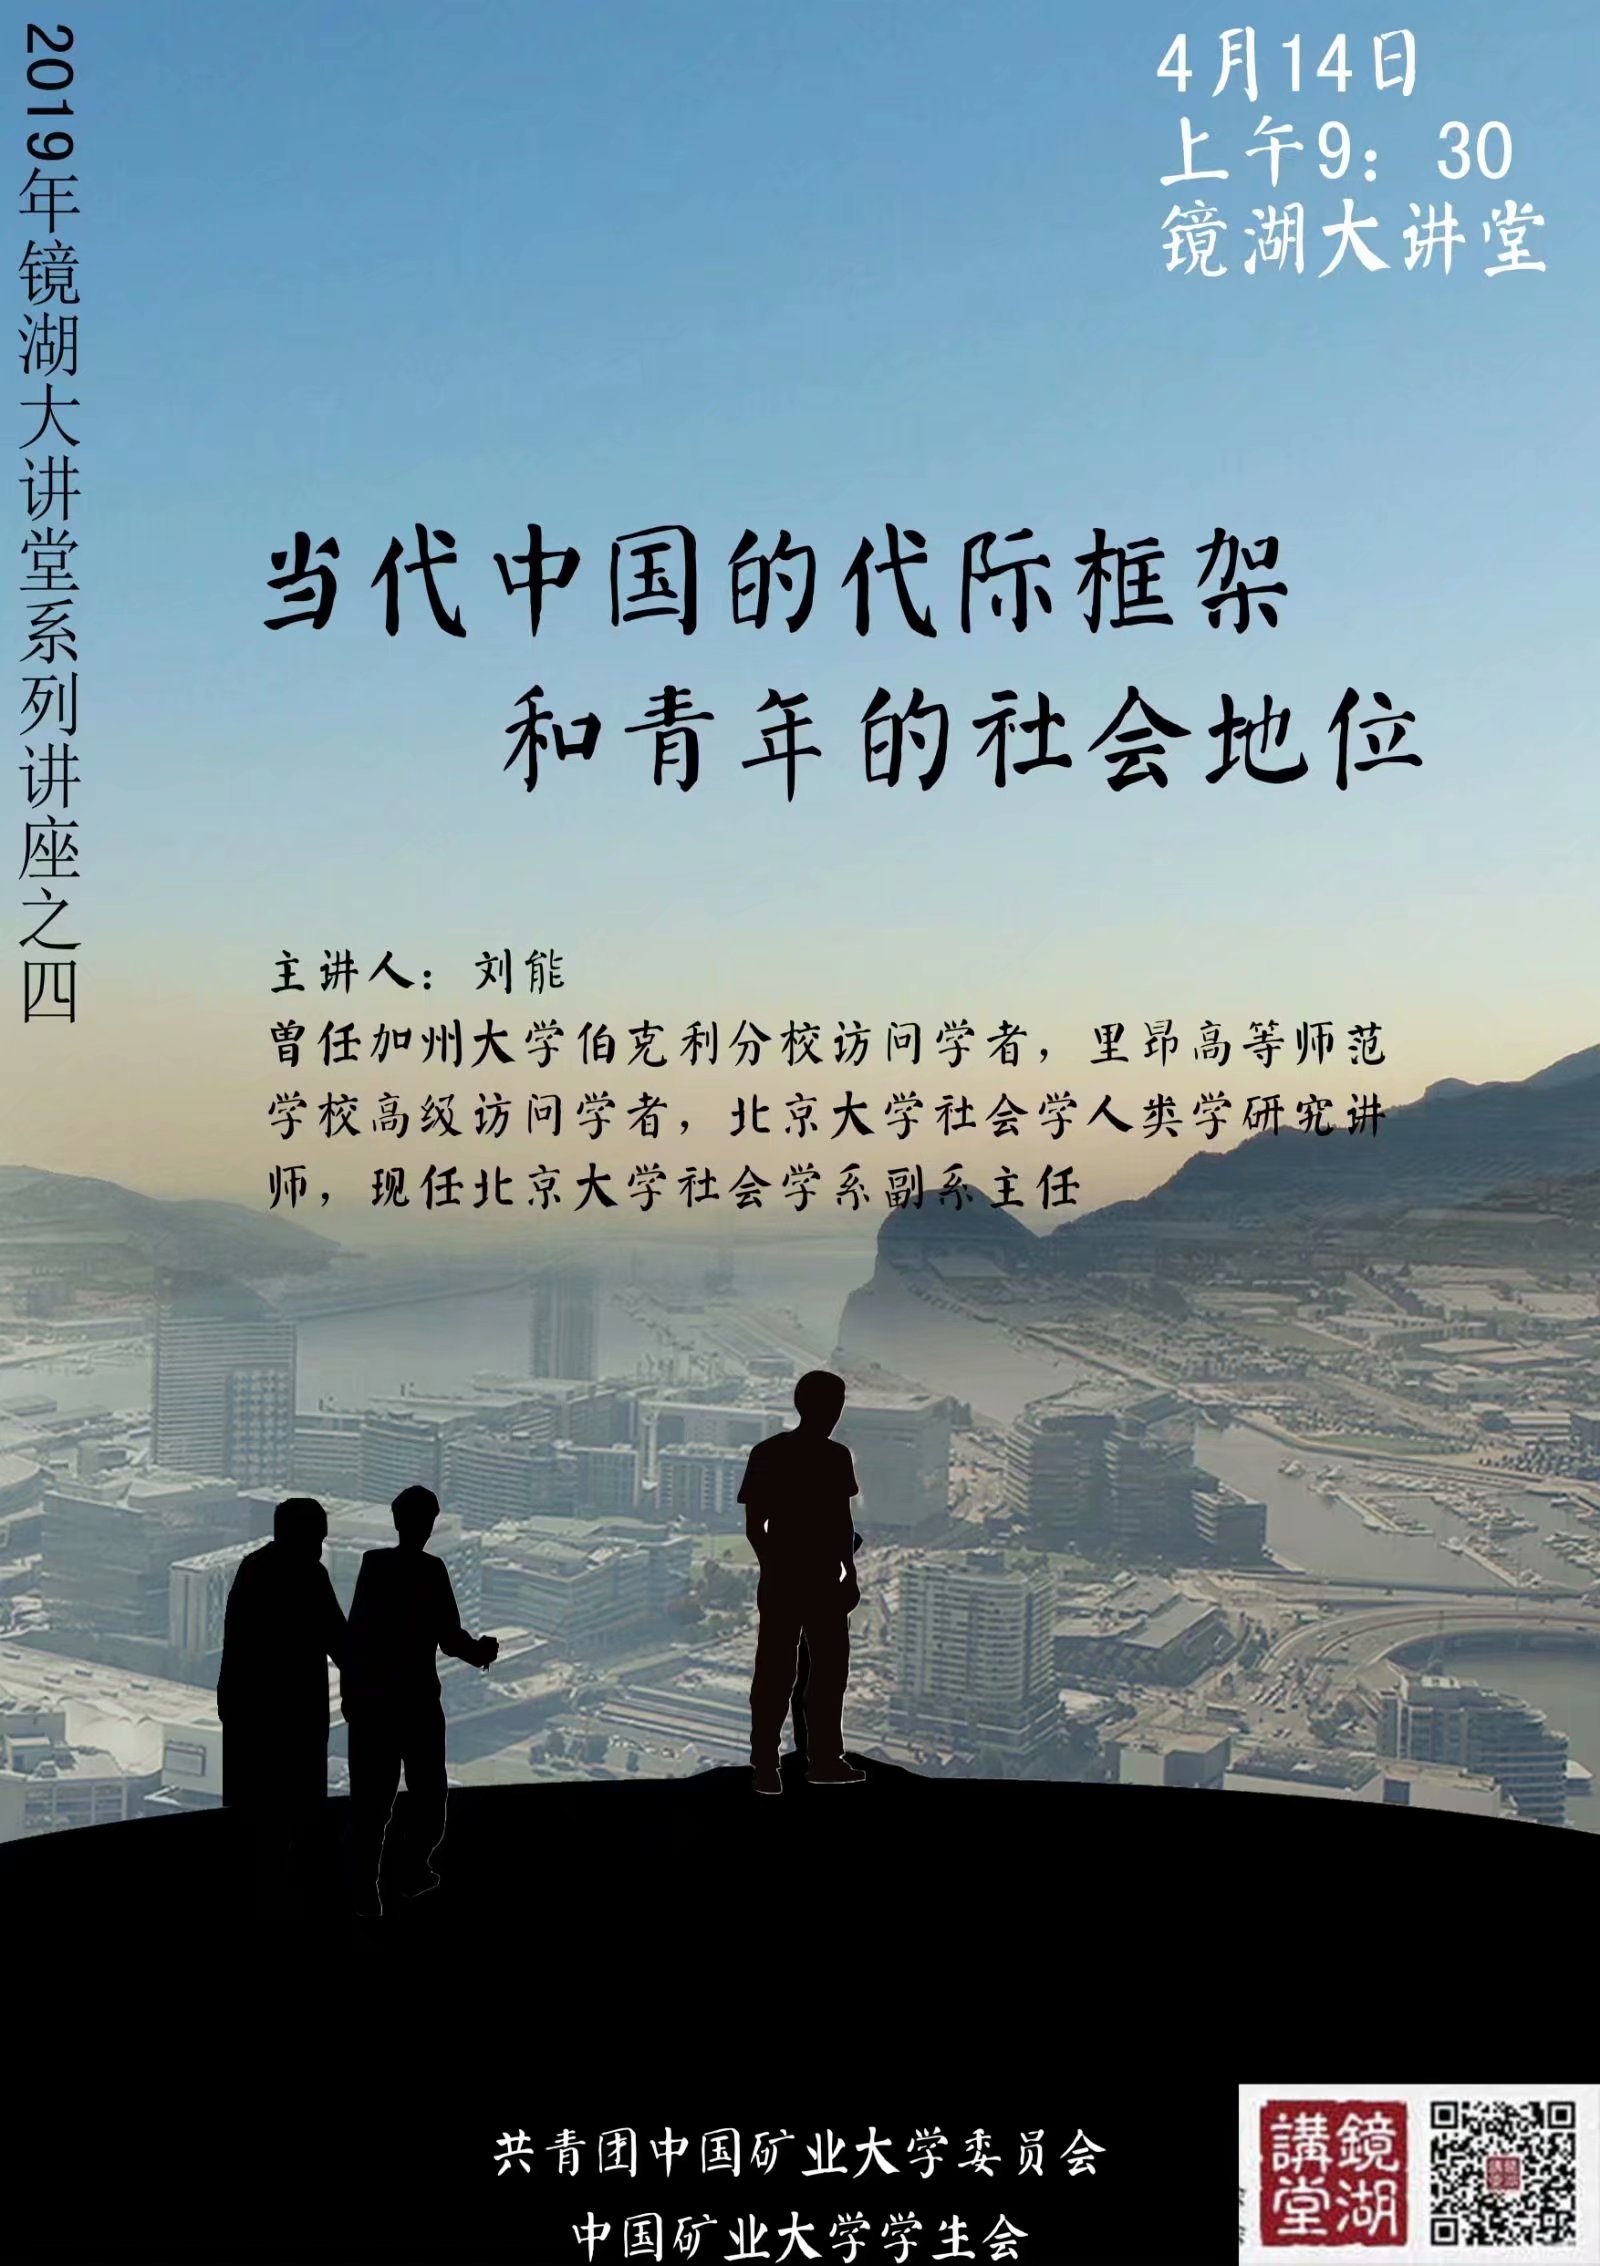 2019年镜湖大讲堂系列讲座之四
4月14日
上午9：30
镜湖大讲堂
当代中国的代际框架
和青年的社会地位
主讲人：刘能
曾任加州大学伯克利分校访问学者，里昂高等师范
学校高级访问学者，北京大学社会学人类学研究讲
师，现任北京大学社会学系副系主任
共青团中国矿业大学委员会
中国矿业大学学生会
鏡湖
講堂